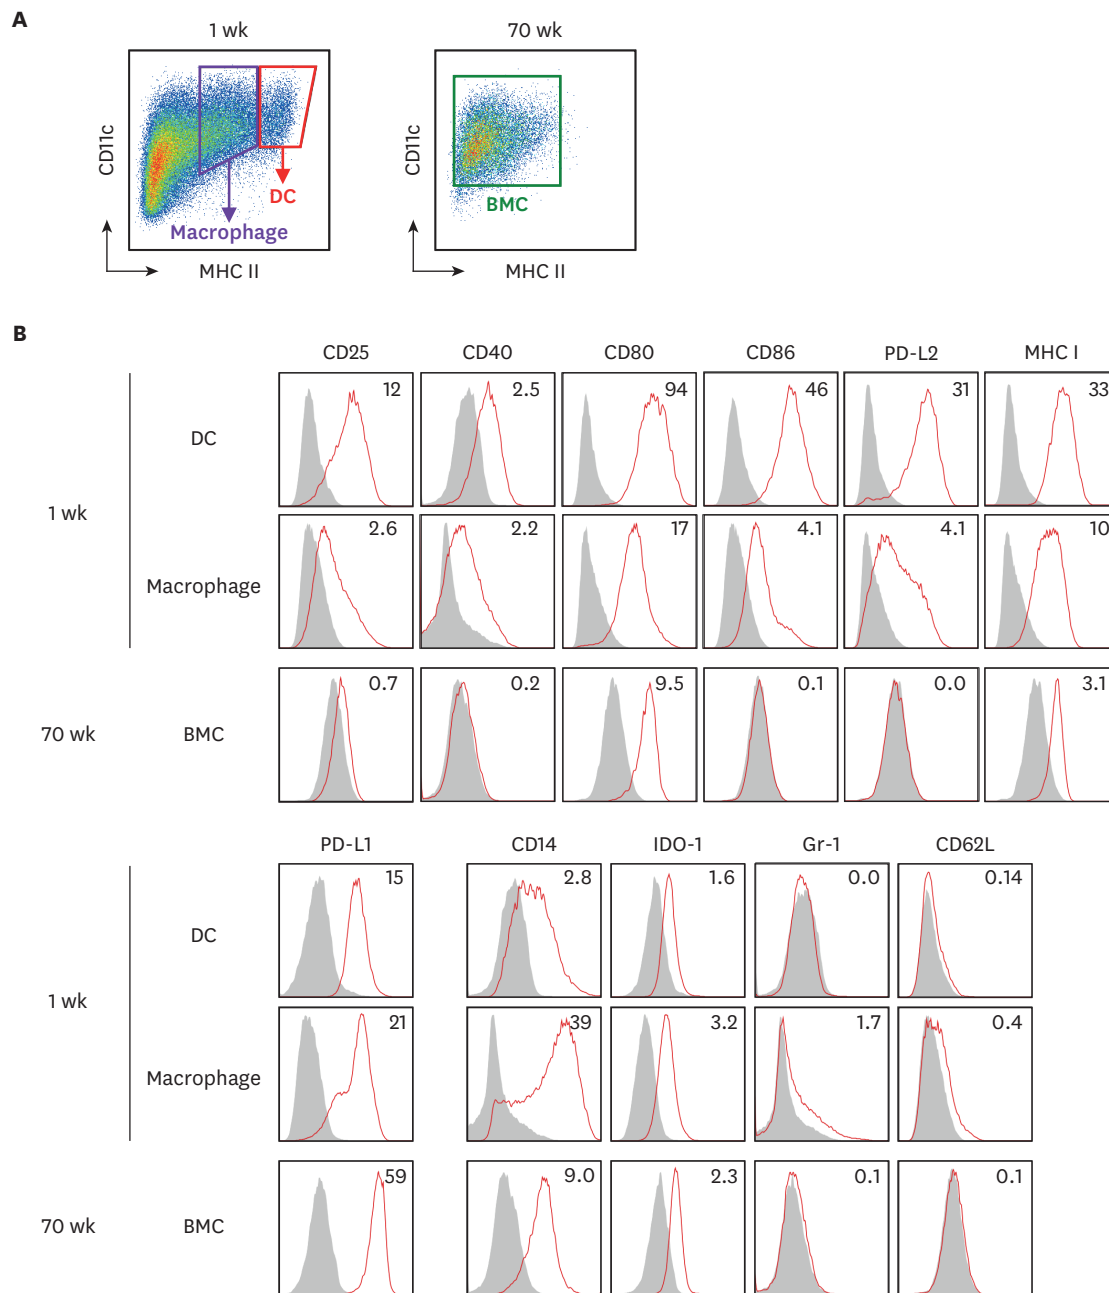 A
1 wk
70 wk
CD11c
DC
Macrophage
MHC II
CD11c
BMC
MHC II
B
CD25 CD40 CD80 CD86 PD-L2 MHC I
1 wk
DC
12 2.5 94 46 31 33
Macrophage
2.6 2.2 17 4.1 4.1 10
70 wk BMC
0.7 0.2 9.5 0.1 0.0 3.1
PD-L1 CD14 IDO-1 Gr-1 CD62L
1 wk
DC
15 2.8 1.6 0.0 0.14
Macrophage
21 39 3.2 1.7 0.4
70 wk BMC
59 9.0 2.3 0.1 0.1